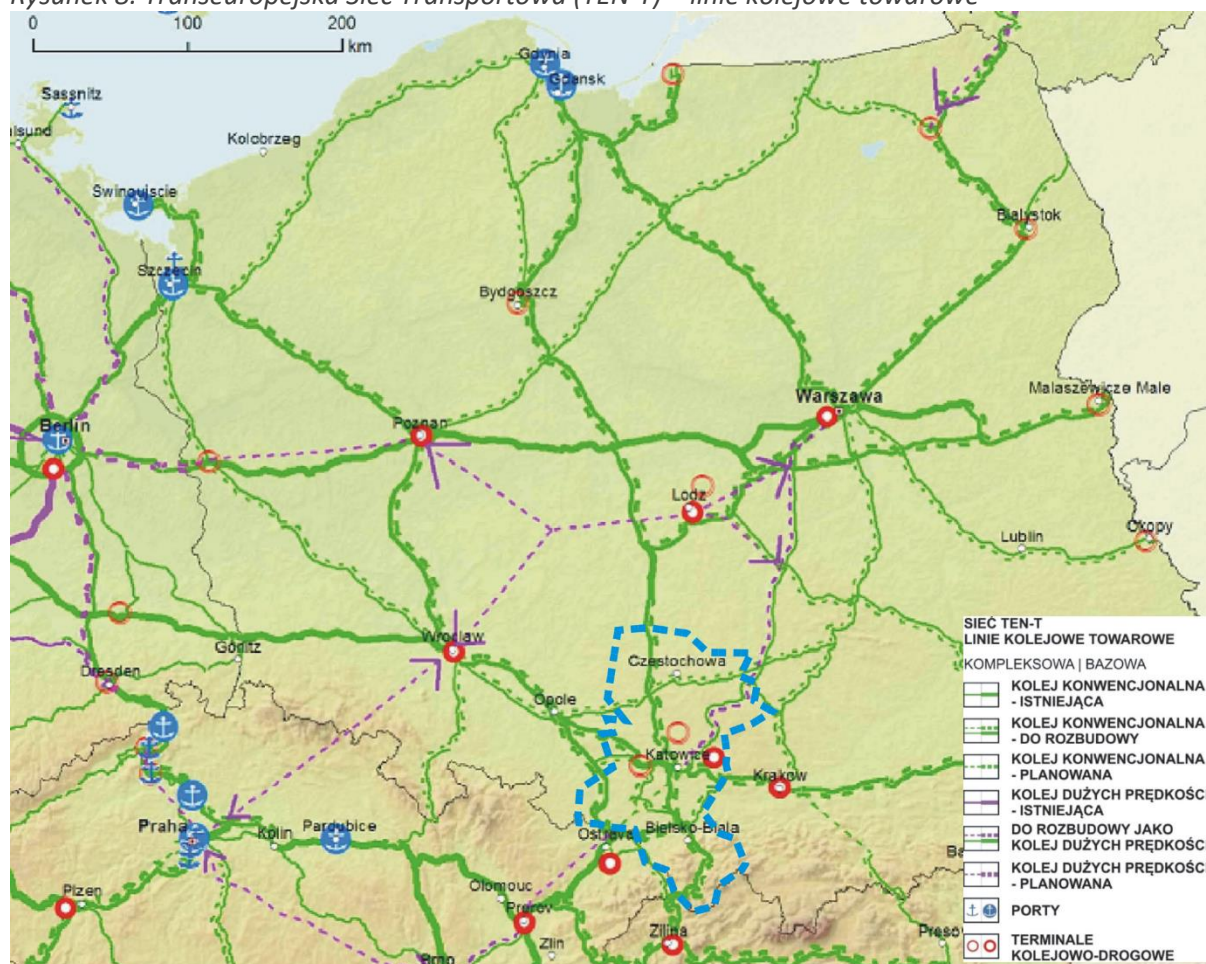 Rysunek 8. Transeuropejska Sieć Transportowa (TEN-T) – linie kolejowe towarowe
0 100 200 km
Gdynia
Gdansk
Sassnitz
alsund
Kolobrzeg
Swinoujscie
Szczecin
Bialystok
Bydgoszcz
Malaszewicze Male
Warszawa
Berlin
Poznan
Lodz
Lublin
Okopy
Wroclaw
Görlitz
Dresden
Czestochowa
Opole
Katowice
Krakow
Praha
Kolin
Pardubice
Ostrava
Bielsko-Biala
Ba
Plzen
Olomouc
Prerov
Zlin
Zilina
Preso
Brno
SIEĆ TEN-T
LINIE KOLEJOWE TOWAROWE
KOMPLEKSOWA | BAZOWA
KOLEJ KONWENCJONALNA
- ISTNIEJĄCA
KOLEJ KONWENCJONALNA
- DO ROZBUDOWY
KOLEJ KONWENCJONALNA
- PLANOWANA
KOLEJ DUŻYCH PRĘDKOŚCI
- ISTNIEJĄCA
DO ROZBUDOWY JAKO
KOLEJ DUŻYCH PRĘDKOŚCI
KOLEJ DUŻYCH PRĘDKOŚCI
- PLANOWANA
PORTY
TERMINALE
KOLEJOWO-DROGOWE